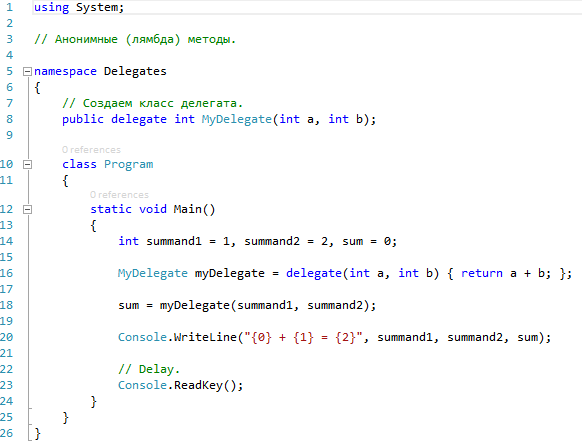 1 using System;
2
3 // Анонимные (лямбда) методы.
4
5 namespace Delegates
6 {
7 // Создаем класс делегата.
8 public delegate int MyDelegate(int a, int b);
9
0 references
10 class Program
11 {
0 references
12 static void Main()
13 {
14 int summand1 = 1, summand2 = 2, sum = 0;
15
16 MyDelegate myDelegate = delegate(int a, int b) { return a + b; };
17
18 sum = myDelegate(summand1, summand2);
19
20 Console.WriteLine("{0} + {1} = {2}", summand1, summand2, sum);
21
22 // Delay.
23 Console.ReadKey();
24 }
25 }
26 }